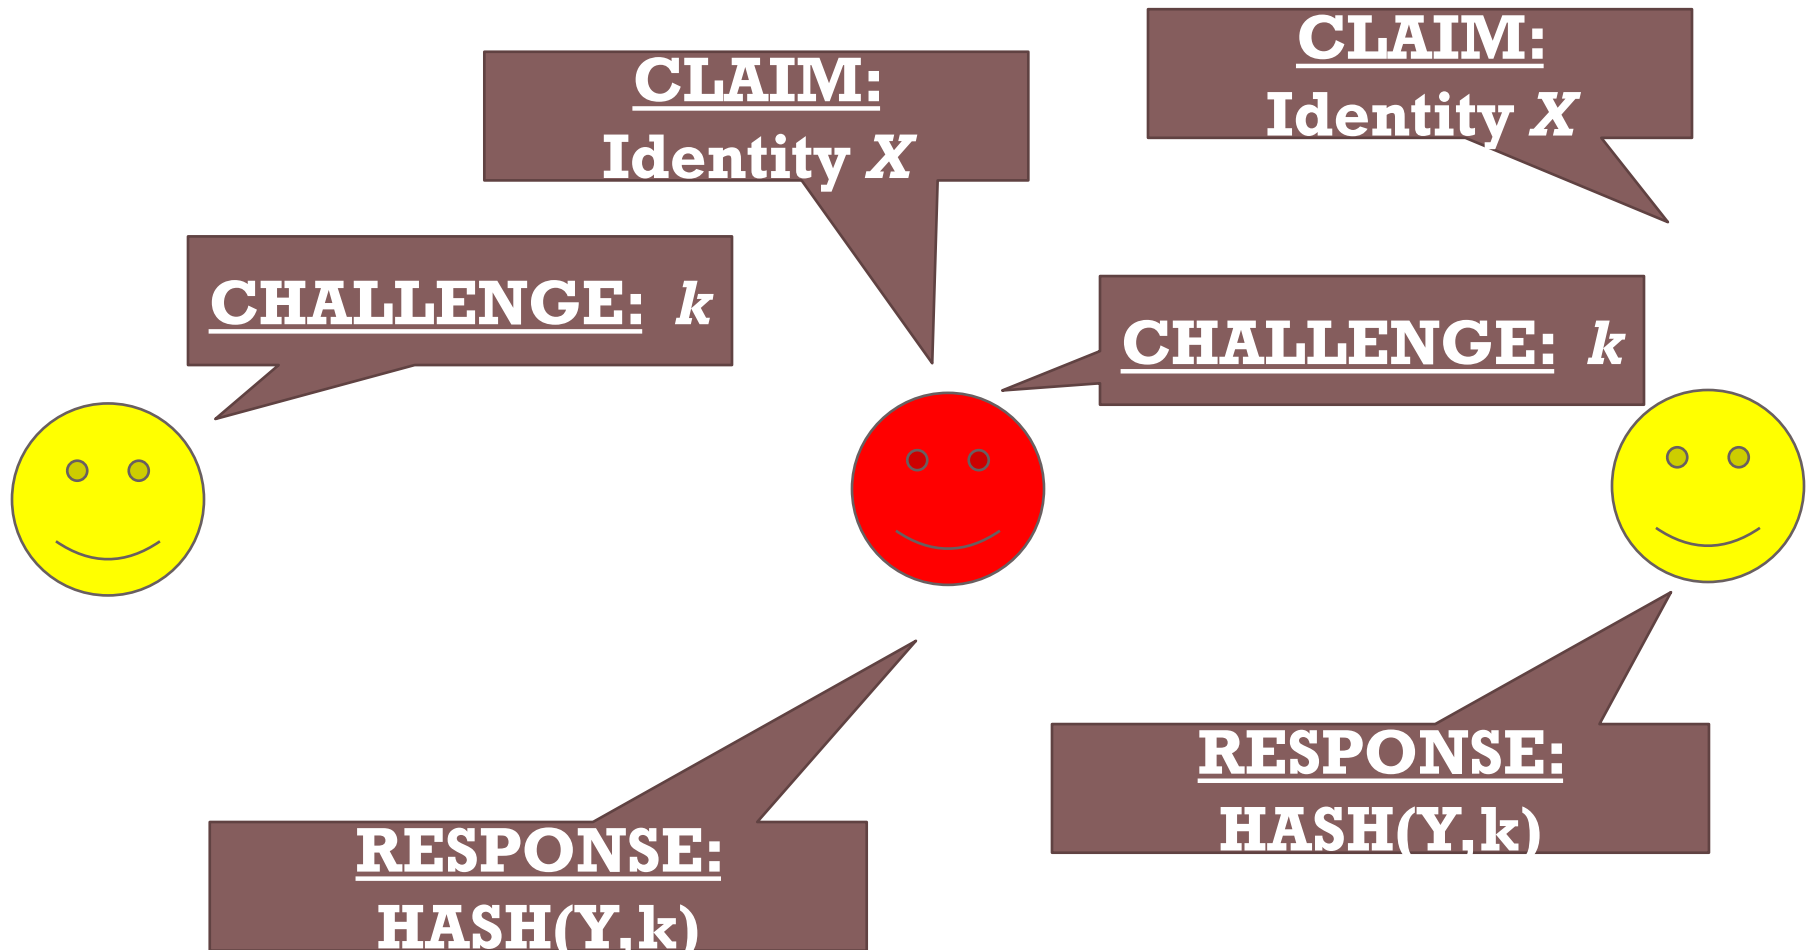 CLAIM:
Identity X
CLAIM:
Identity X
CHALLENGE: k
CHALLENGE: k
RESPONSE:
HASH(Y,k)
RESPONSE:
HASH(Y,k)